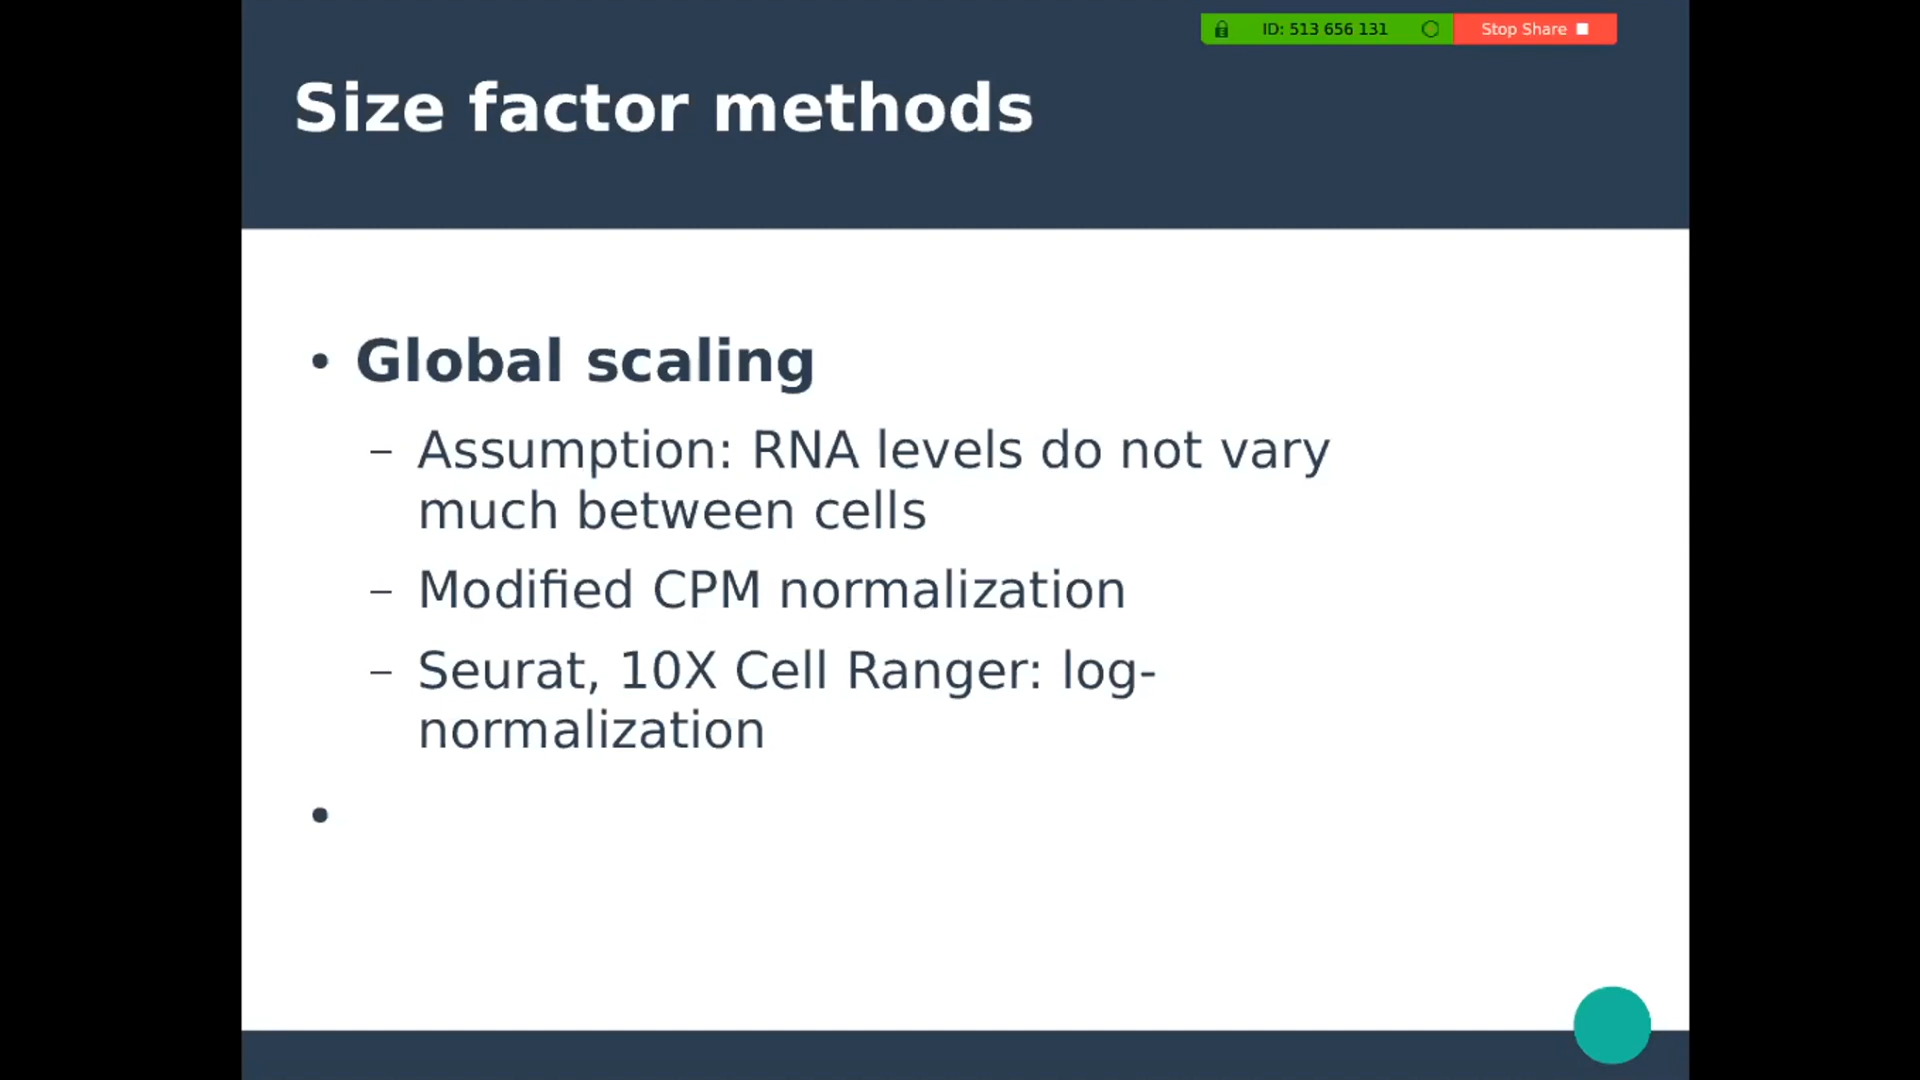 ID: 513 656 131
Stop Share
Size factor methods
• Global scaling
– Assumption: RNA levels do not vary
much between cells
– Modified CPM normalization
– Seurat, 10X Cell Ranger: log-
normalization
•